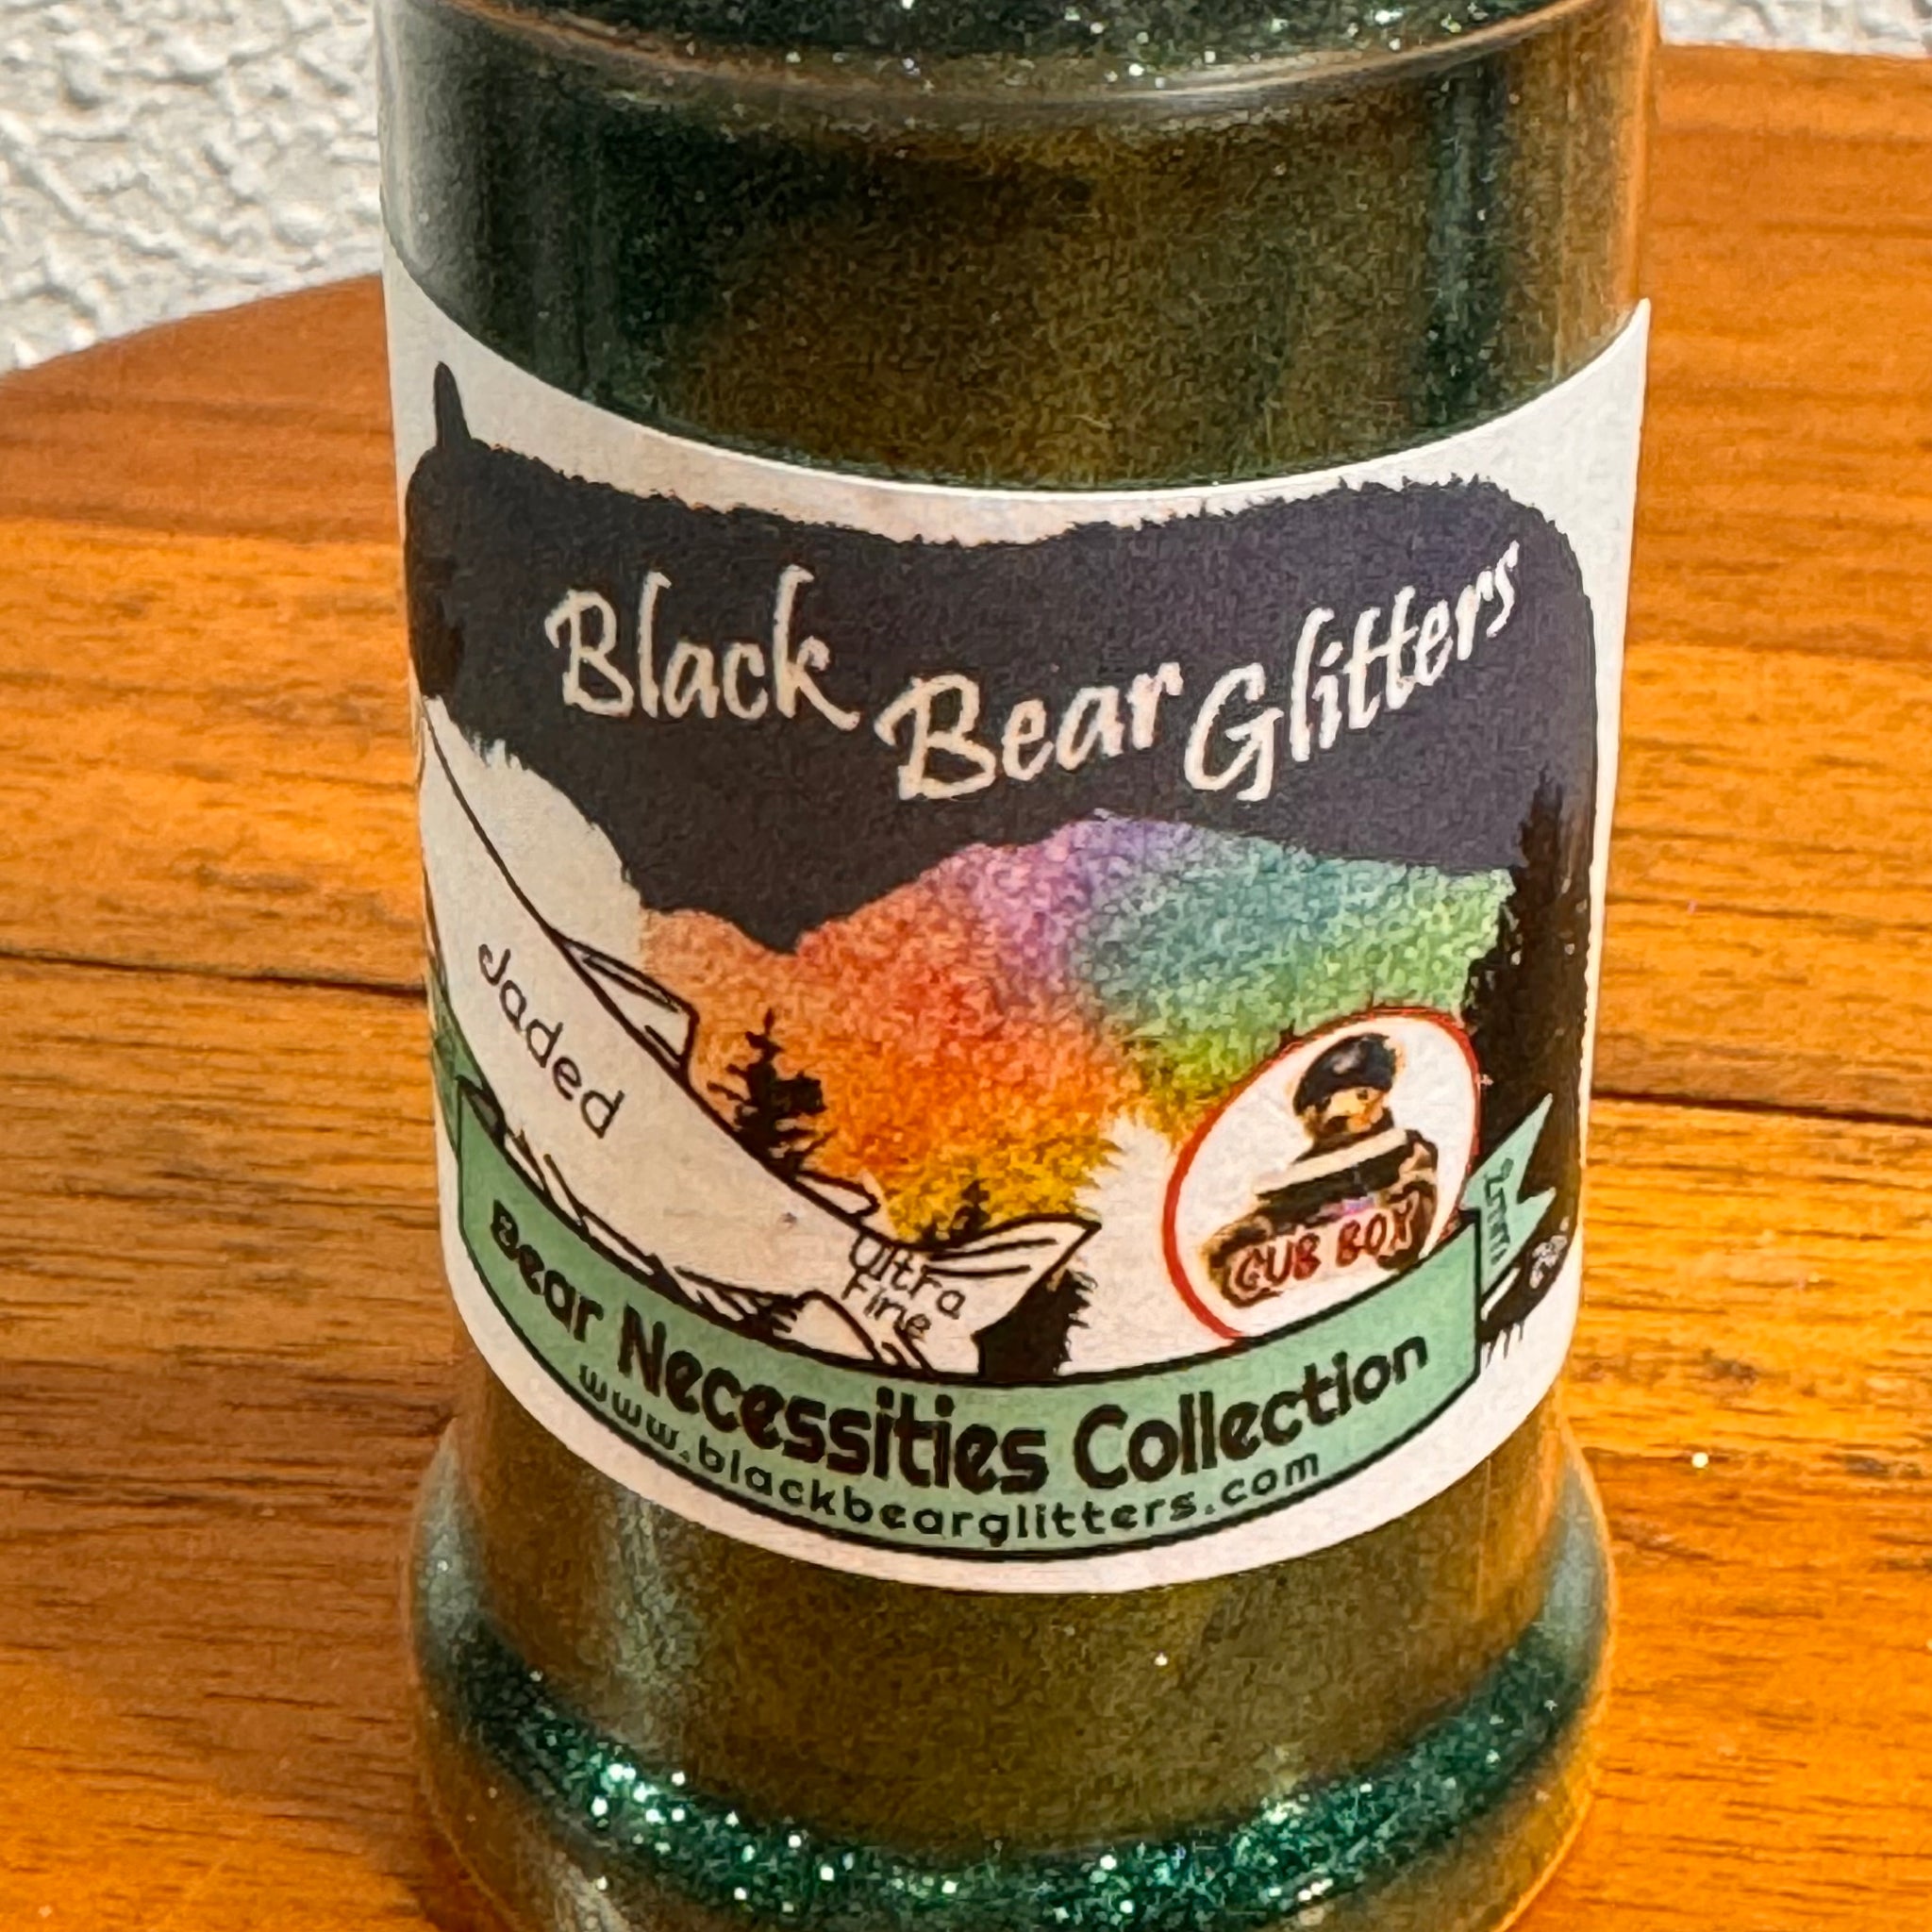 Black Bear Glitters
Jaded
Ultra
Fine
CUB BOX
Bear Necessities Collection
www.blackbearglitters.com